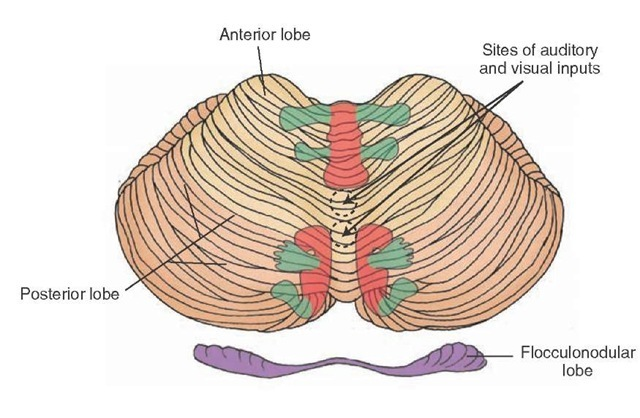 Anterior lobe
Sites of auditory
and visual inputs
Posterior lobe
Flocculonodular
lobe